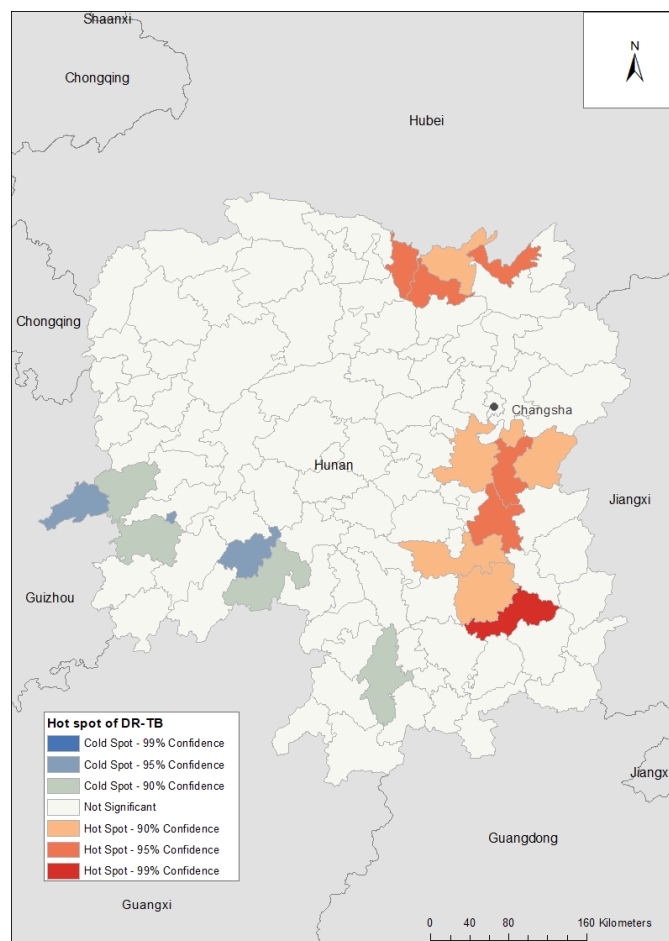 Shaanxi
Chongqing
N
Hubei
Chongqing
Changsha
Hunan
Jiangxi
Guizhou
Hot spot of DR-TB
Cold Spot - 99% Confidence
Cold Spot - 95% Confidence
Cold Spot - 90% Confidence
Not Significant
Hot Spot - 90% Confidence
Hot Spot - 95% Confidence
Hot Spot - 99% Confidence
Jiangx
Guangdong
Guangxi
0 40 80 160 Kilometers